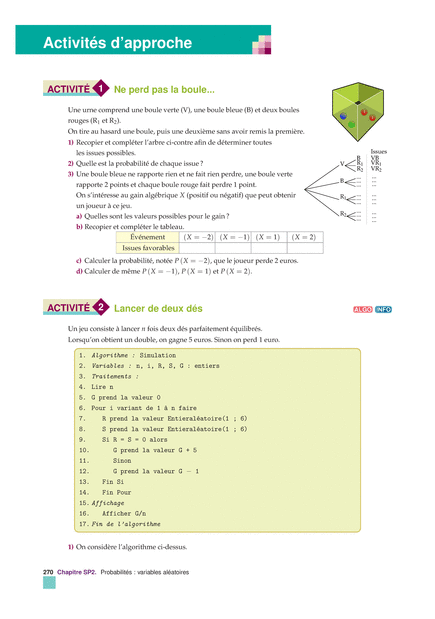 Activités d'approche
ACTIVITÉ 1 Ne perd pas la boule...
Une urne comprend une boule verte (V), une boule bleue (B) et deux boules
rouges (R1 et R2).
On tire au hasard une boule, puis une deuxième sans avoir remis la première.
1) Recopier et compléter l'arbre ci-contre afin de déterminer toutes
les issues possibles.
2) Quelle est la probabilité de chaque issue ?
3) Une boule bleue ne rapporte rien et ne fait rien perdre, une boule verte
rapporte 2 points et chaque boule rouge fait perdre 1 point.
On s'intéresse au gain algébrique X (positif ou négatif) que peut obtenir
un joueur à ce jeu.
a) Quelles sont les valeurs possibles pour le gain ?
b) Recopier et compléter le tableau.
Événement (X = −2) (X = −1) (X = 1) (X = 2)
Issues favorables
c) Calculer la probabilité, notée P (X = −2), que le joueur perde 2 euros.
d) Calculer de même P (X = −1), P (X = 1) et P (X = 2).
Issues
V B VB
R1 VR1
R2 VR2
B ... ...
... ...
... ...
R1 ... ...
... ...
... ...
R2 ... ...
... ...
... ...
ACTIVITÉ 2 Lancer de deux dés
ALGO INFO
Un jeu consiste à lancer n fois deux dés parfaitement équilibrés.
Lorsqu'on obtient un double, on gagne 5 euros. Sinon on perd 1 euro.
1. Algorithme : Simulation
2. Variables : n, i, R, S, G : entiers
3. Traitements :
4. Lire n
5. G prend la valeur 0
6. Pour i variant de 1 à n faire
7. R prend la valeur Entieraléatoire(1 ; 6)
8. S prend la valeur Entieraléatoire(1 ; 6)
9. Si R = S = 0 alors
10. G prend la valeur G + 5
11. Sinon
12. G prend la valeur G − 1
13. Fin Si
14. Fin Pour
15. Affichage
16. Afficher G/n
17. Fin de l'algorithme
1) On considère l'algorithme ci-dessus.
270 Chapitre SP2. Probabilités : variables aléatoires